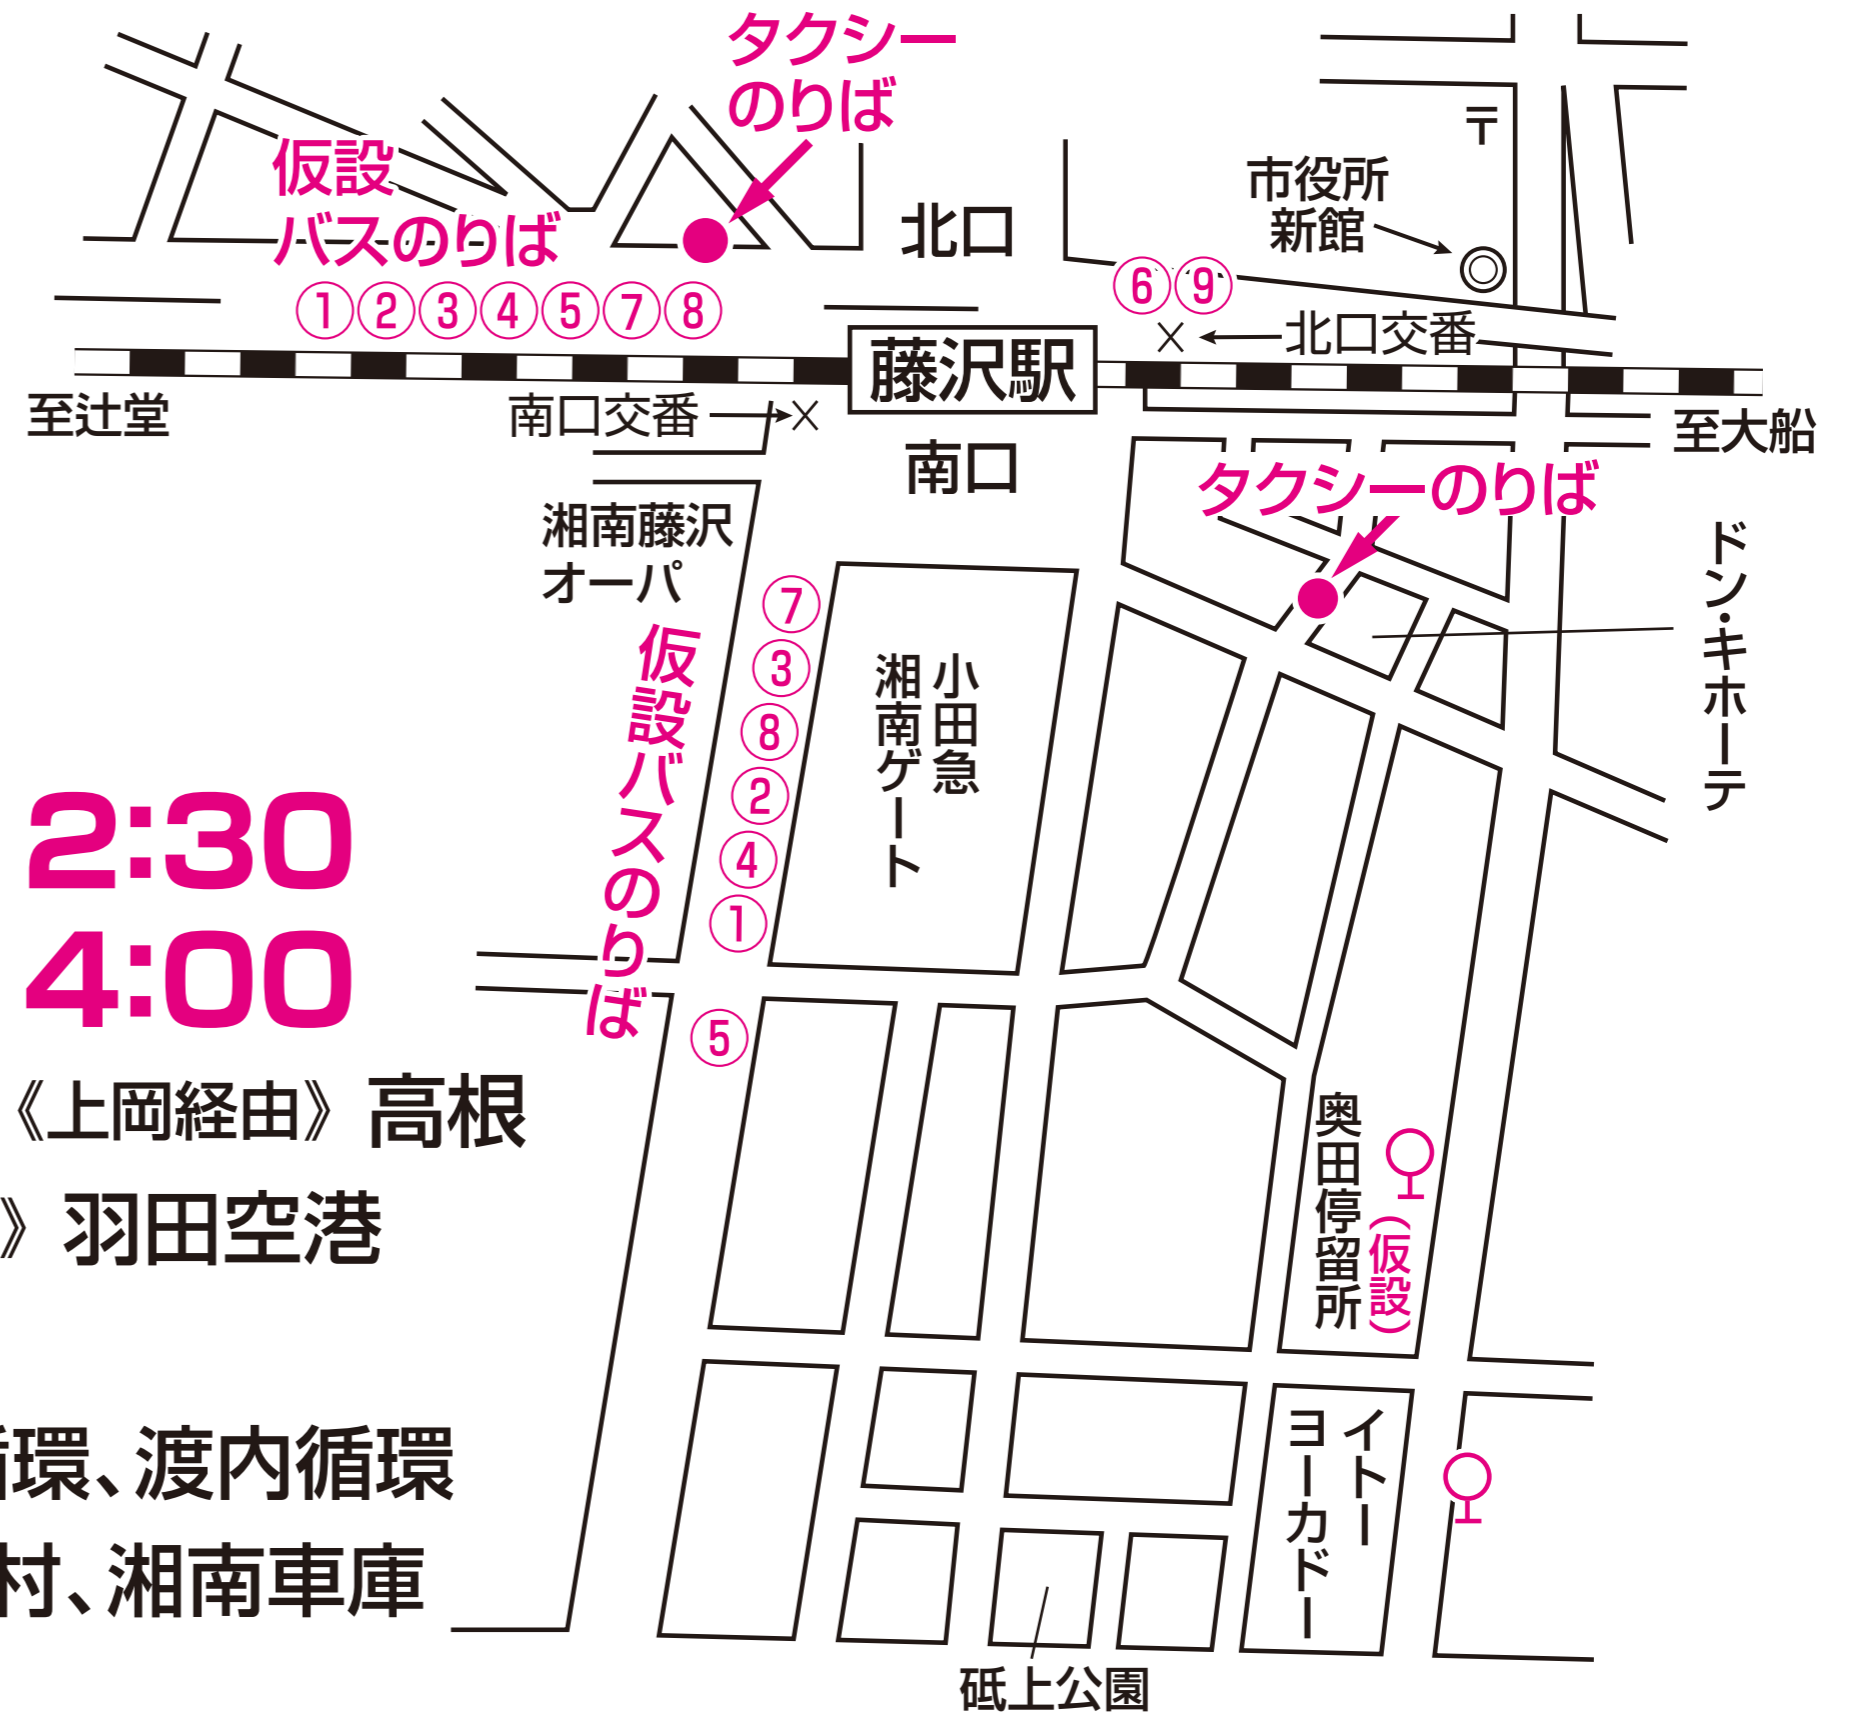 タクシー
のりば
仮設
バスのりば
①②③④⑤⑦⑧
北口
⑥⑨
〒
市役所
新館
北口交番
藤沢駅
至辻堂
南口交番
南口
至大船
タクシーのりば
湘南藤沢
オーパ
ドン・キホーテ
仮設バスのりば
⑦
③
⑧
②
④
①
⑤
小田急
湘南ゲート
2:30
4:00
《上岡経由》高根
》羽田空港
奥田停留所
(仮設)
環、渡内循環
村、湘南車庫
イトー
ヨーカドー
砥上公園